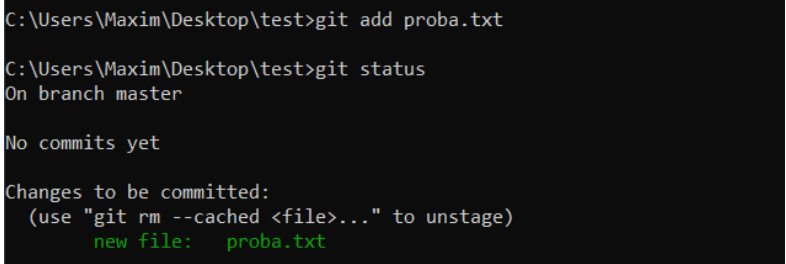 C:\Users\Maxim\Desktop\test>git add proba.txt
C:\Users\Maxim\Desktop\test>git status
On branch master
No commits yet
Changes to be committed:
  (use "git rm --cached <file>..." to unstage)
        new file:   proba.txt